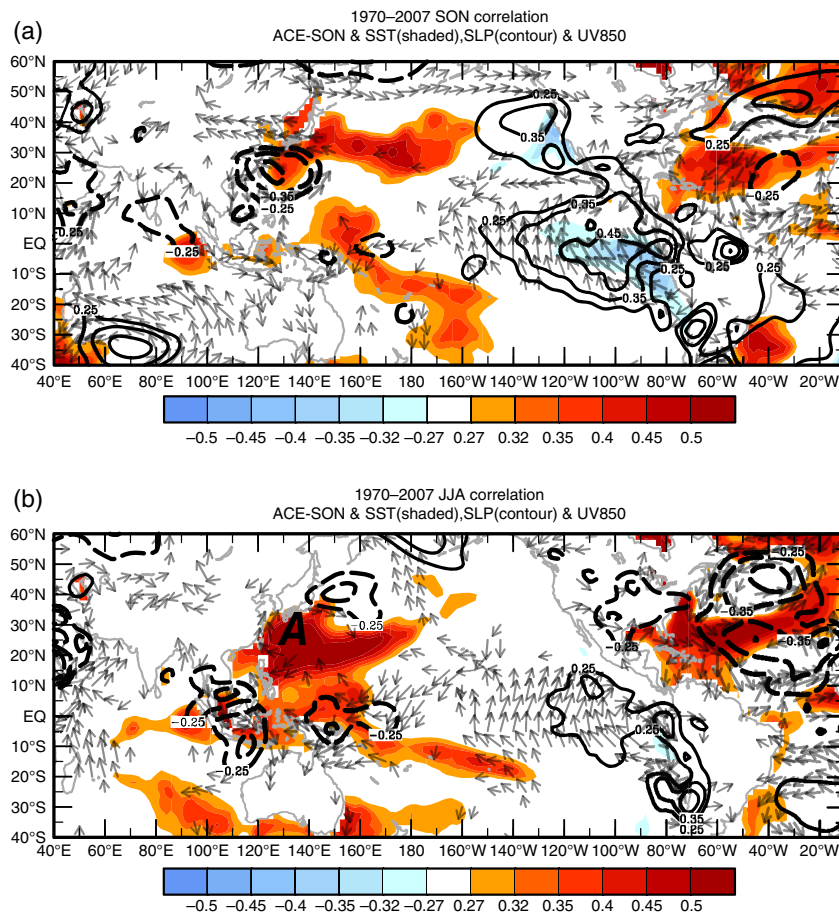 (a)
1970–2007 SON correlation
ACE-SON & SST(shaded),SLP(contour) & UV850
60°N
50°N
40°N
30°N
20°N
10°N
EQ
10°S
20°S
30°S
40°S
0.25
0.35
0.25
0.35
−0.25
0.35
0.25
0.45
−0.25
0.25
0.25
0.35
0.25
0.25
0.25
40°E 60°E 80°E 100°E 120°E 140°E 160°E 180° 160W 140°W 120°W 100°W 80°W 60°W 40°W 20°W
−0.5 −0.45 −0.4 −0.35 −0.32 −0.27 0.27 0.32 0.35 0.4 0.45 0.5
(b)
1970–2007 JJA correlation
ACE-SON & SST(shaded),SLP(contour) & UV850
60°N
50°N
40°N
30°N
20°N
10°N
EQ
10°S
20°S
30°S
40°S
−0.25
−0.35
A
−0.25
−0.25
−0.35
0.25
−0.25
−0.25
0.25
−0.25
0.35
0.25
40°E 60°E 80°E 100°E 120°E 140°E 160°E 180° 160W 140°W 120°W 100°W 80°W 60°W 40°W 20°W
−0.5 −0.45 −0.4 −0.35 −0.32 −0.27 0.27 0.32 0.35 0.4 0.45 0.5